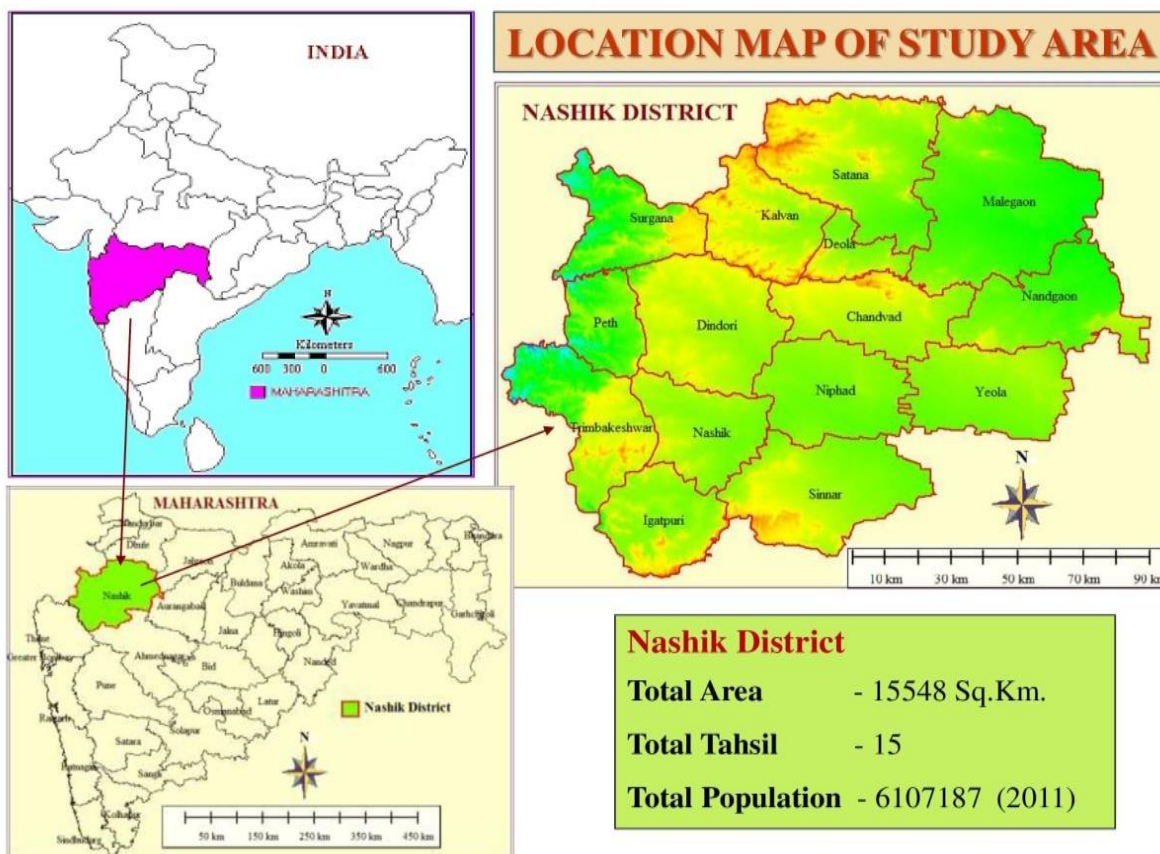 LOCATION MAP OF STUDY AREA
INDIA
N
Kilometers
600 300 0 600
MAHARASHITRA
NASHIK DISTRICT
Satana
Malegaon
Surgana
Kalvan
Deola
Nandgaon
Peth
Dindori
Chandvad
Niphad
Yeola
Trimbakeshwar
Nashik
Sinnar
Igatpuri
N
10 km 30 km 50 km 70 km 90 km
MAHARASHTRA
Dhule
Jalgaon
Amravati
Nagpur
Bhandara
Akola
Wardha
Buldana
Washan
Nashik
Aurangabad
Yavatmal
Chandrapur
Jalna
Hingoli
Thane
Ahmednagar
Bid
Nanded
Pune
Latur
Osmanabad
Nashik District
Solapur
Satara
Sangli
N
Kolhapur
Sindhudurg
50 km 150 km 250 km 350 km 450 km
Nashik District
Total Area - 15548 Sq.Km.
Total Tahsil - 15
Total Population - 6107187 (2011)